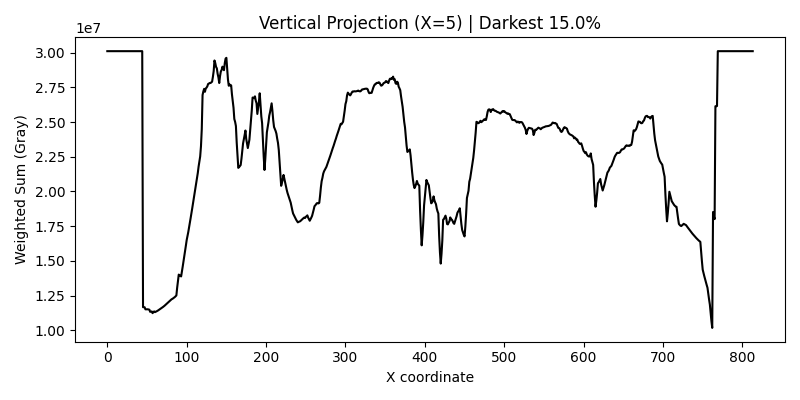 Vertical Projection (X=5) | Darkest 15.0%
1e7
3.00
2.75
2.50
2.25
2.00
1.75
1.50
1.25
1.00
Weighted Sum (Gray)
0 100 200 300 400 500 600 700 800
X coordinate